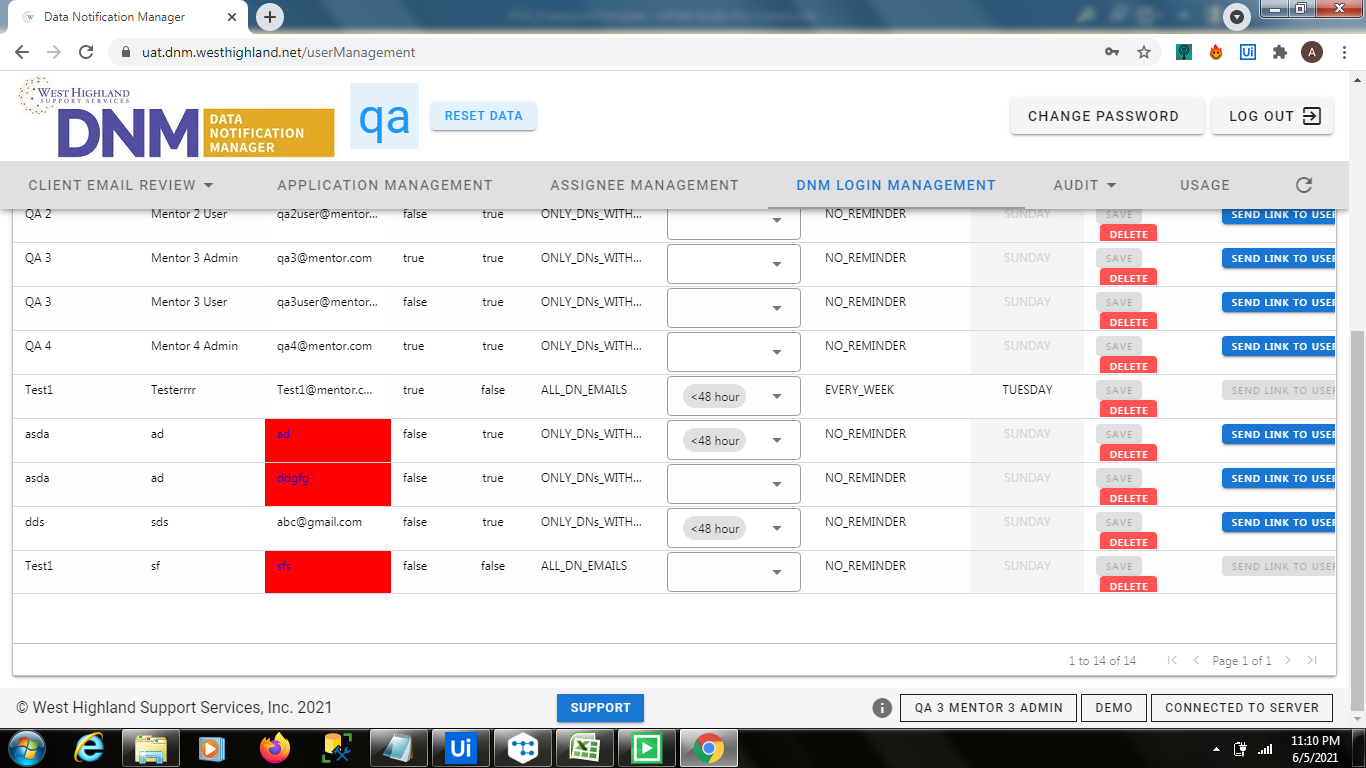 Data Notification Manager
uat.dnm.westhighland.net/userManagement
A
WEST HIGHLAND
SUPPORT SERVICES
DNM DATA NOTIFICATION MANAGER
qa
RESET DATA
CHANGE PASSWORD
LOG OUT
CLIENT EMAIL REVIEW APPLICATION MANAGEMENT ASSIGNEE MANAGEMENT DNM LOGIN MANAGEMENT AUDIT USAGE
QA 2 Mentor 2 User qa2user@mentor... false true ONLY_DNs_WITH... NO_REMINDER SUNDAY SAVE SEND LINK TO USER
DELETE
QA 3 Mentor 3 Admin qa3@mentor.com true true ONLY_DNs_WITH... NO_REMINDER SUNDAY SAVE SEND LINK TO USER
DELETE
QA 3 Mentor 3 User qa3user@mentor... false true ONLY_DNs_WITH... NO_REMINDER SUNDAY SAVE SEND LINK TO USER
DELETE
QA 4 Mentor 4 Admin qa4@mentor.com true true ONLY_DNs_WITH... NO_REMINDER SUNDAY SAVE SEND LINK TO USER
DELETE
Test1 Testerrrr Test1@mentor.c... true false ALL_DN_EMAILS <48 hour EVERY_WEEK TUESDAY SAVE SEND LINK TO USER
DELETE
asda ad ad false true ONLY_DNs_WITH... <48 hour NO_REMINDER SUNDAY SAVE SEND LINK TO USER
DELETE
asda ad ddgfg false true ONLY_DNs_WITH... NO_REMINDER SUNDAY SAVE SEND LINK TO USER
DELETE
dds sds abc@gmail.com false true ONLY_DNs_WITH... <48 hour NO_REMINDER SUNDAY SAVE SEND LINK TO USER
DELETE
Test1 sf sfs false false ALL_DN_EMAILS NO_REMINDER SUNDAY SAVE SEND LINK TO USER
DELETE
1 to 14 of 14 Page 1 of 1
© West Highland Support Services, Inc. 2021
SUPPORT
QA 3 MENTOR 3 ADMIN
DEMO
CONNECTED TO SERVER
Ui
11:10 PM
6/5/2021